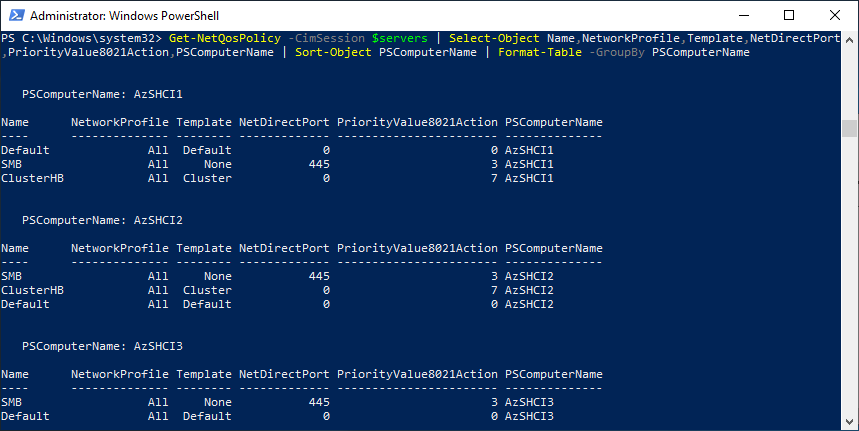 Administrator: Windows PowerShell
PS C:\Windows\system32> Get-NetQosPolicy -CimSession $servers | Select-Object Name,NetworkProfile,Template,NetDirectPort
,PriorityValue8021Action,PSComputerName | Sort-Object PSComputerName | Format-Table -GroupBy PSComputerName
PSComputerName: AzSHCI1
Name NetworkProfile Template NetDirectPort PriorityValue8021Action PSComputerName
---- -------------- -------- ------------- ----------------------- --------------
Default All Default 0 0 AzSHCI1
SMB All None 445 3 AzSHCI1
ClusterHB All Cluster 0 7 AzSHCI1
PSComputerName: AzSHCI2
Name NetworkProfile Template NetDirectPort PriorityValue8021Action PSComputerName
---- -------------- -------- ------------- ----------------------- --------------
SMB All None 445 3 AzSHCI2
ClusterHB All Cluster 0 7 AzSHCI2
Default All Default 0 0 AzSHCI2
PSComputerName: AzSHCI3
Name NetworkProfile Template NetDirectPort PriorityValue8021Action PSComputerName
---- -------------- -------- ------------- ----------------------- --------------
SMB All None 445 3 AzSHCI3
Default All Default 0 0 AzSHCI3